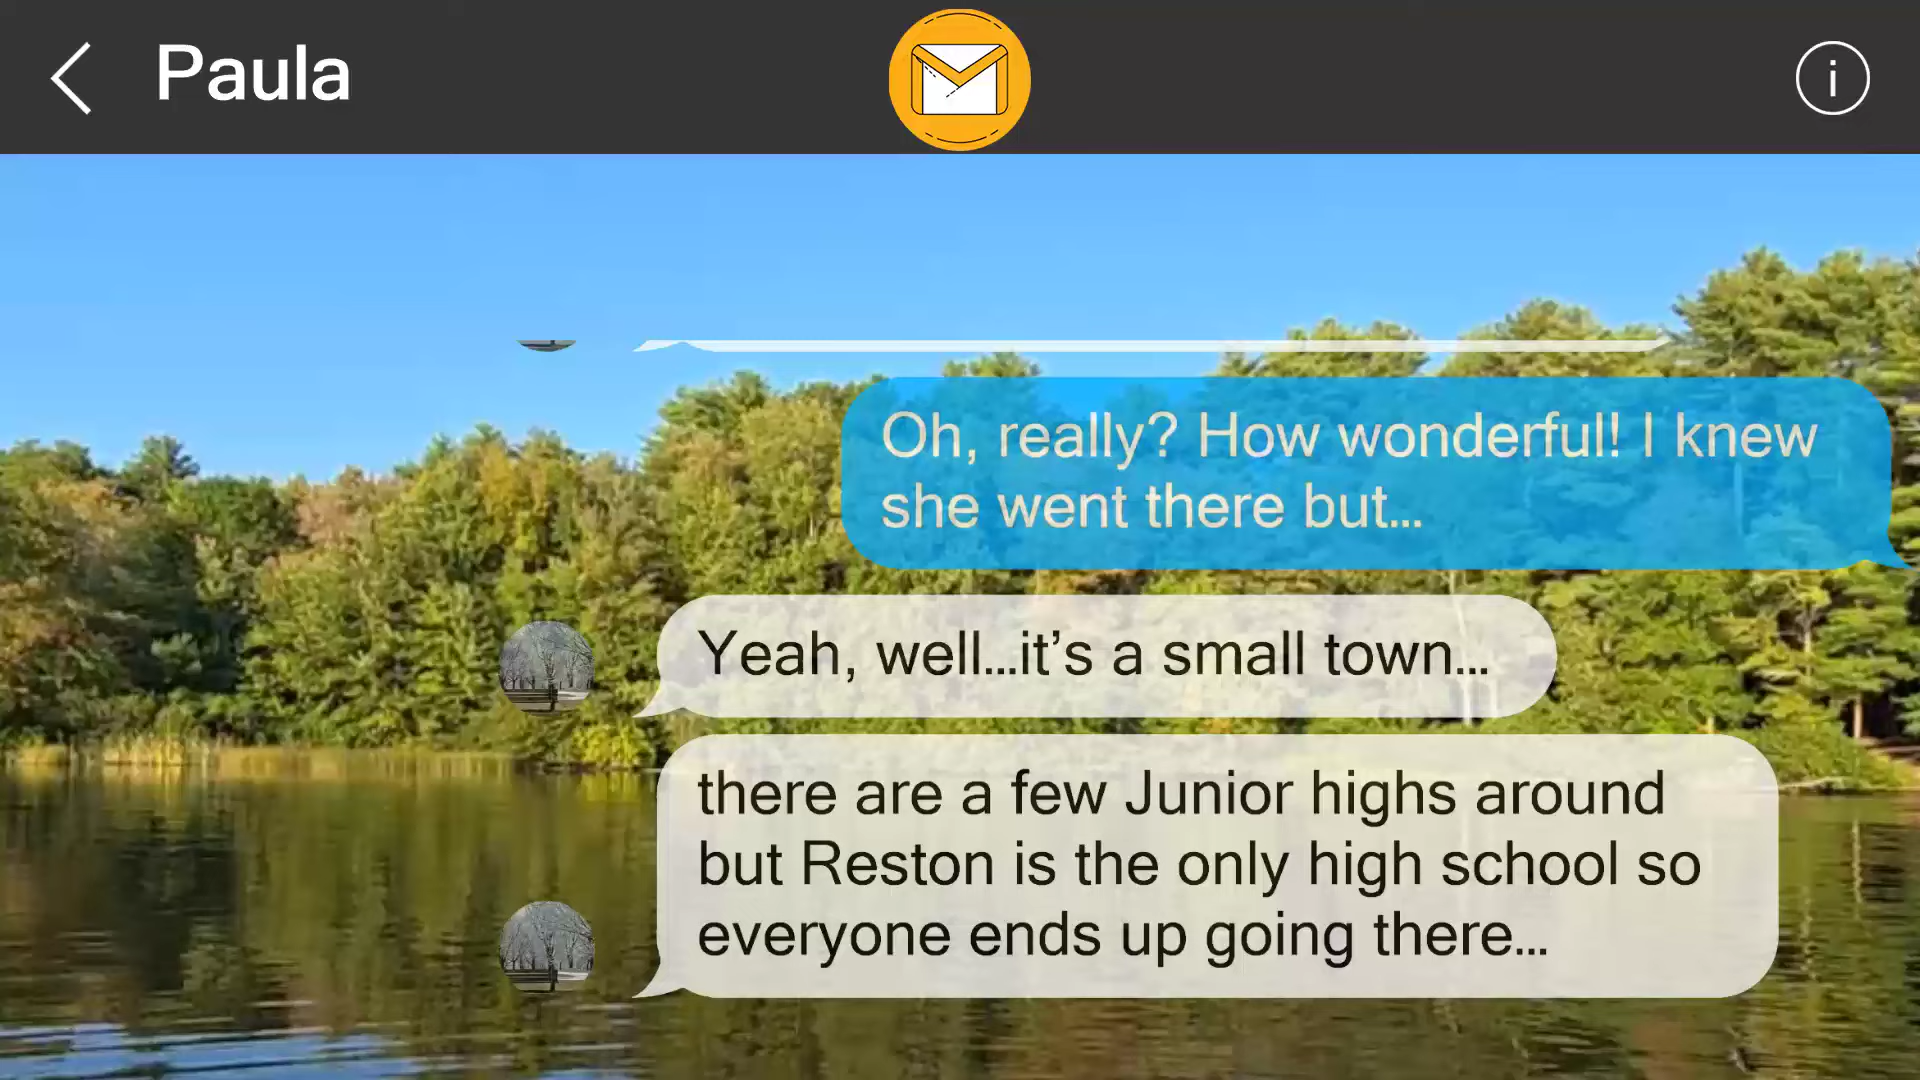 Paula
Oh, really? How wonderful! I knew
she went there but...
Yeah, well...it’s a small town...
there are a few Junior highs around
but Reston is the only high school so
everyone ends up going there...